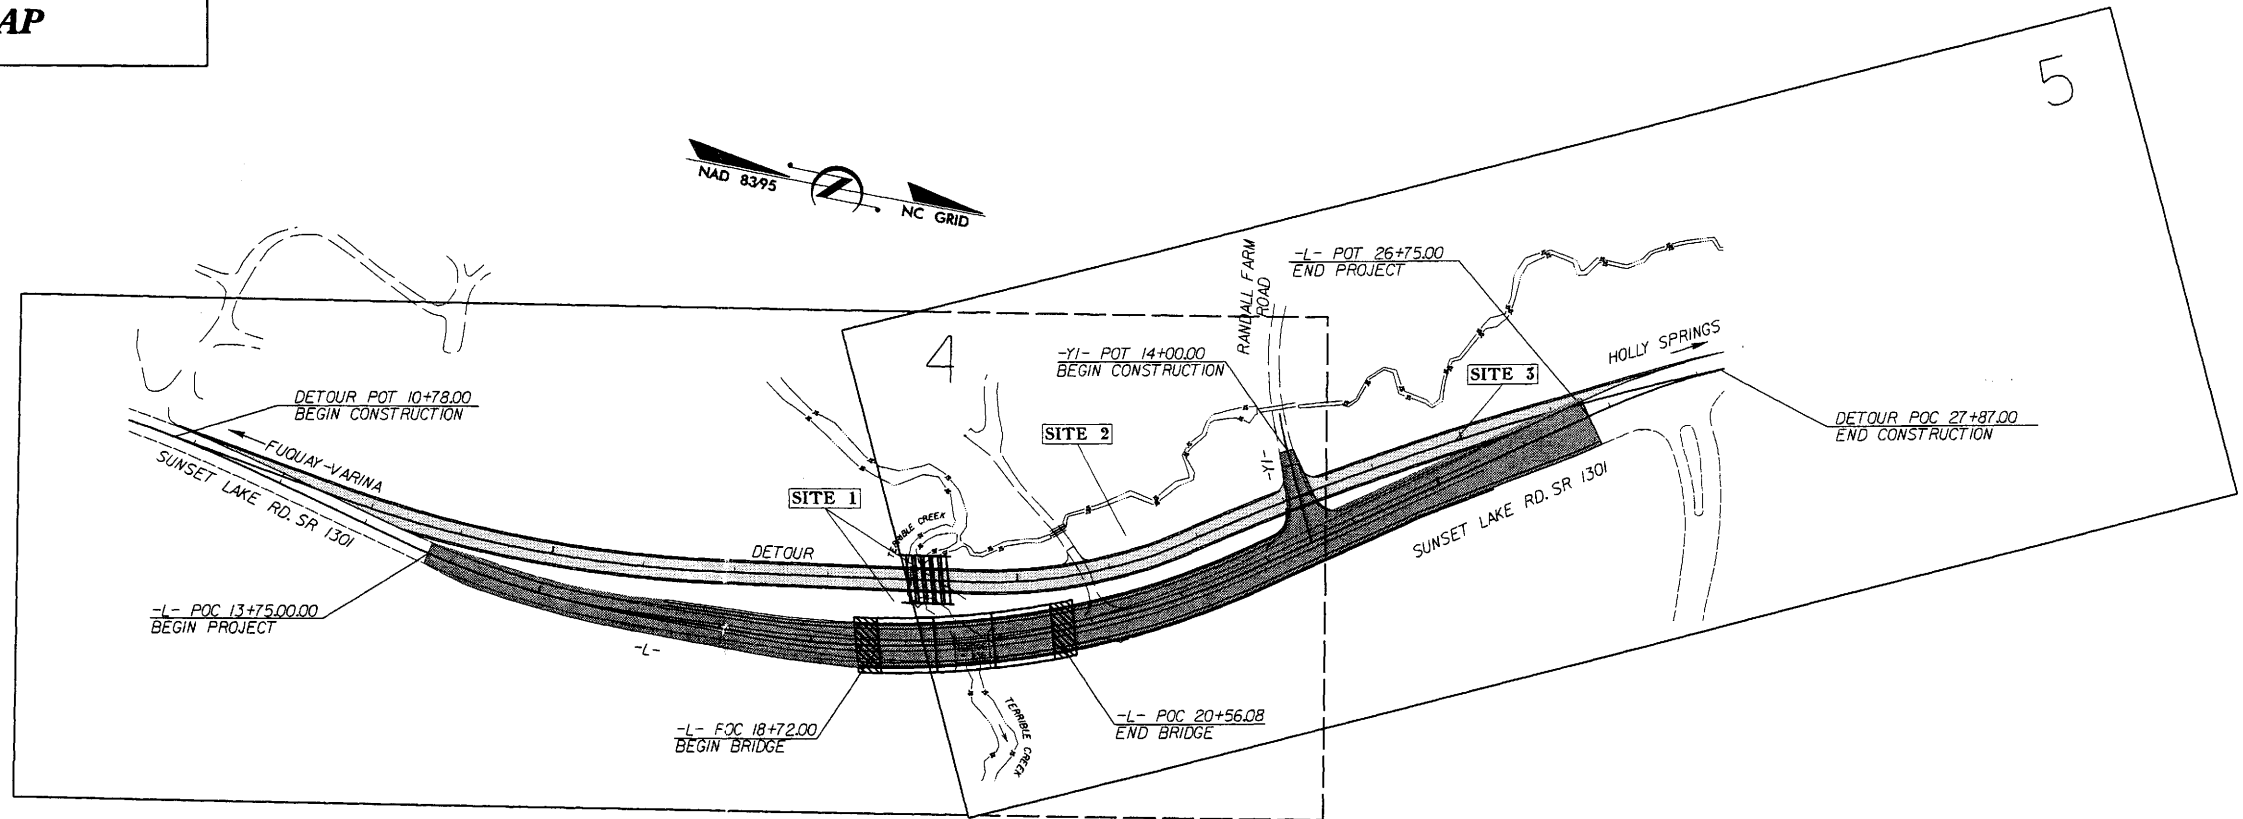 AP
5
NAD 83/95
NC GRID
RANDALL FARM
ROAD
-L- POT 26+75.00
END PROJECT
4
-Y1- POT 14+00.00
BEGIN CONSTRUCTION
HOLLY SPRINGS
SITE 3
DETOUR POT 10+78.00
BEGIN CONSTRUCTION
DETOUR POC 27+87.00
END CONSTRUCTION
SITE 2
FUQUAY-VARINA
-Y1-
SUNSET LAKE RD. SR 1301
SITE 1
TERRIBLE CREEK
SUNSET LAKE RD. SR 1301
DETOUR
-L- POC 13+75.00.00
BEGIN PROJECT
-L-
-L- POC 18+72.00
BEGIN BRIDGE
-L- POC 20+56.08
END BRIDGE
TERRIBLE CREEK